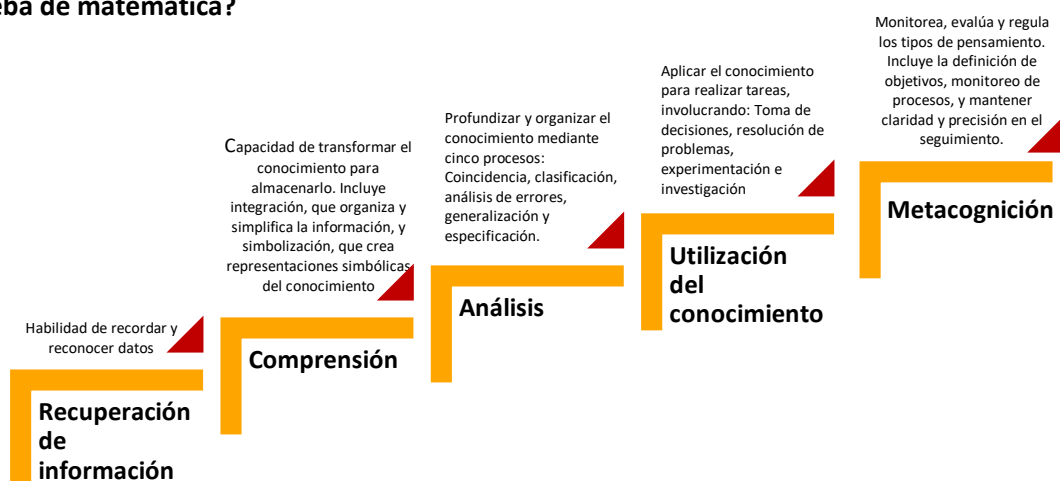 eba de matemática?
Habilidad de recordar y
reconocer datos
Recuperación
de
información
Capacidad de transformar el
conocimiento para
almacenarlo. Incluye
integración, que organiza y
simplifica la información, y
simbolización, que crea
representaciones simbólicas
del conocimiento
Comprensión
Profundizar y organizar el
conocimiento mediante
cinco procesos:
Coincidencia, clasificación,
análisis de errores,
generalización y
especificación.
Análisis
Aplicar el conocimiento
para realizar tareas,
involucrando: Toma de
decisiones, resolución de
problemas,
experimentación e
investigación
Utilización
del
conocimiento
Monitorea, evalúa y regula
los tipos de pensamiento.
Incluye la definición de
objetivos, monitoreo de
procesos, y mantener
claridad y precisión en el
seguimiento.
Metacognición